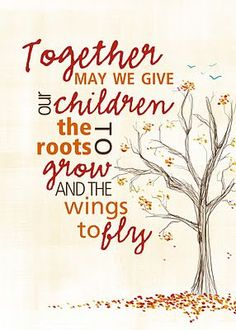 Together
MAY WE GIVE
our children
the
roots TO
grow
AND THE
wings
to fly